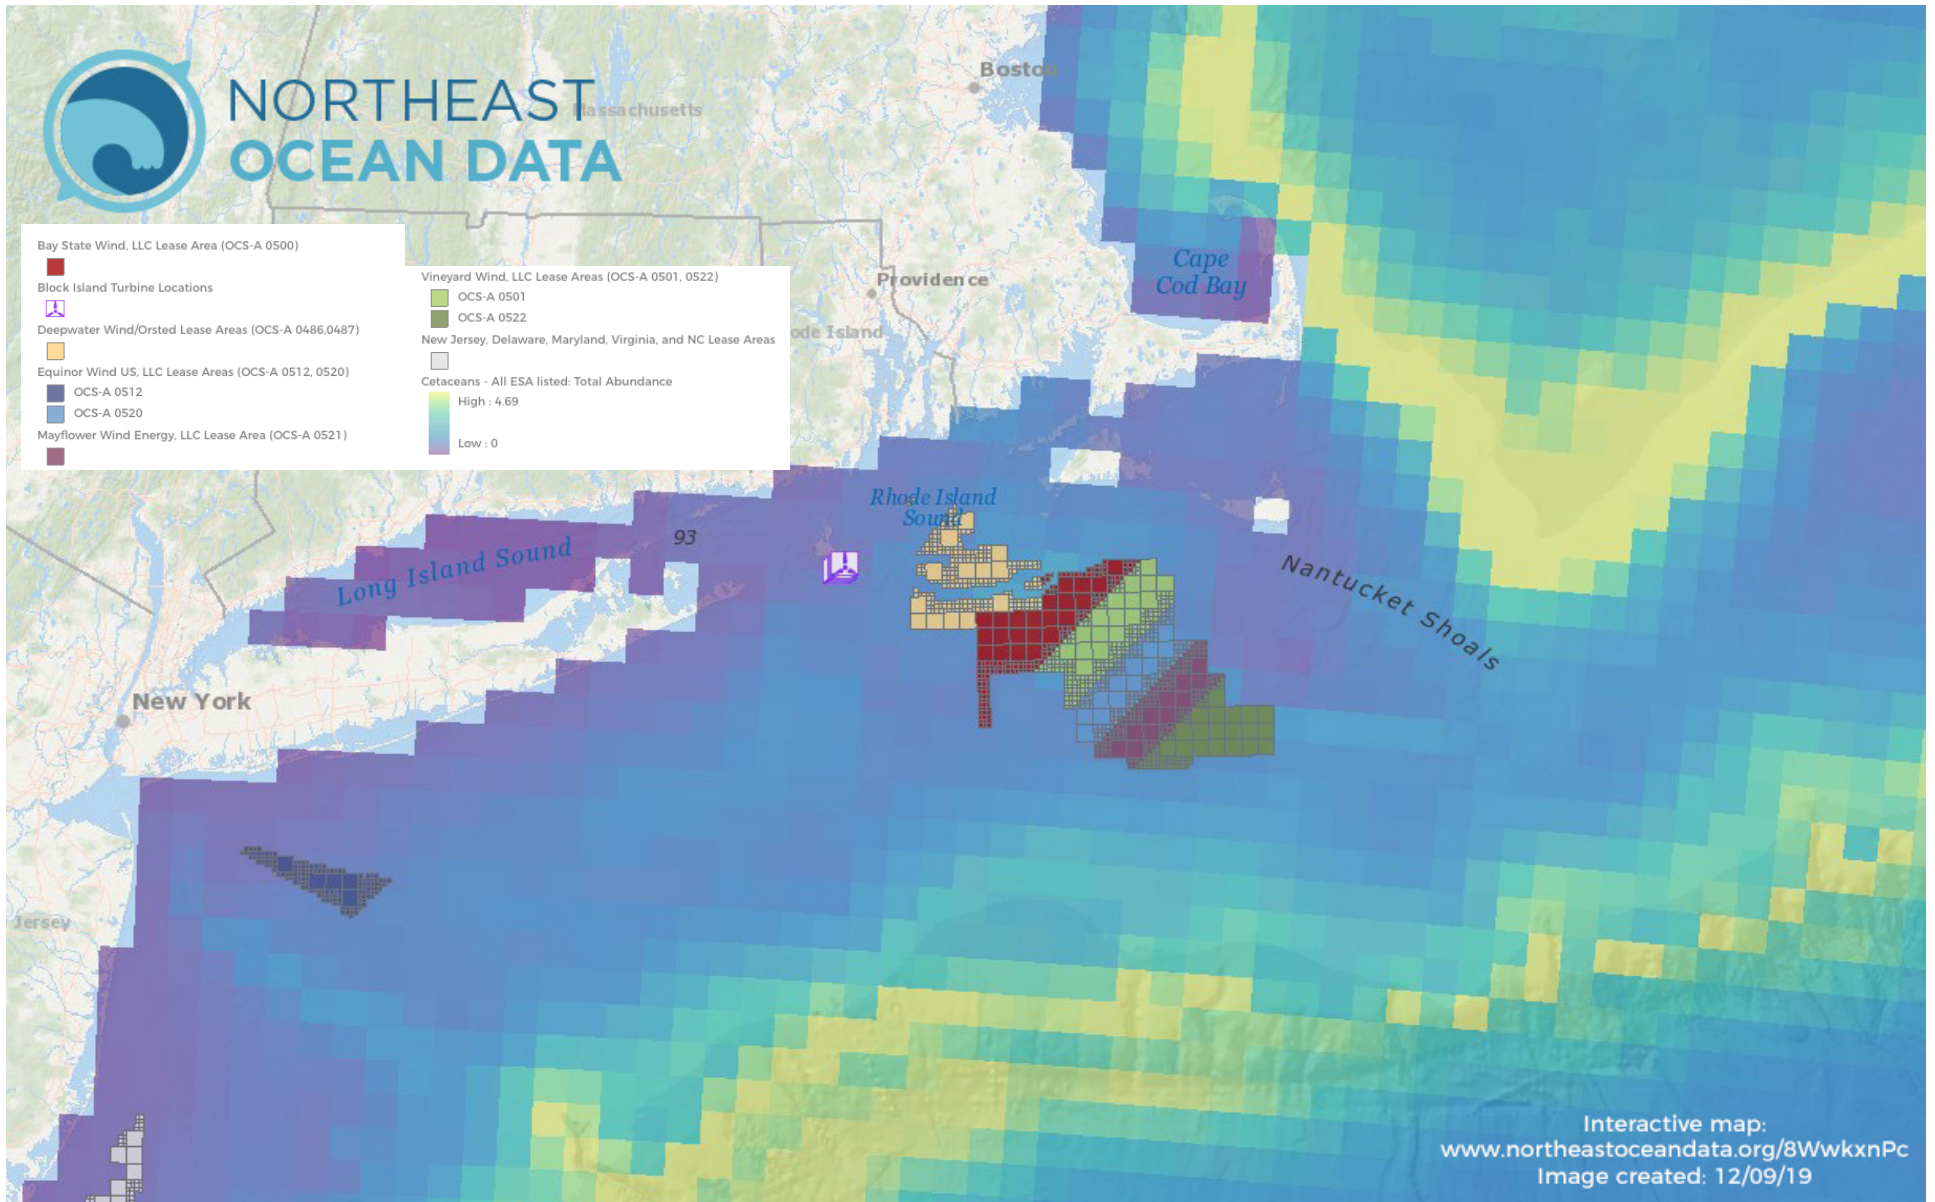 NORTHEAST
OCEAN DATA
Massachusetts
Boston
Bay State Wind, LLC Lease Area (OCS-A 0500)
Block Island Turbine Locations
Deepwater Wind/Orsted Lease Areas (OCS-A 0486,0487)
Equinor Wind US, LLC Lease Areas (OCS-A 0512, 0520)
OCS-A 0512
OCS-A 0520
Mayflower Wind Energy, LLC Lease Area (OCS-A 0521)
Vineyard Wind, LLC Lease Areas (OCS-A 0501, 0522)
OCS-A 0501
OCS-A 0522
New Jersey, Delaware, Maryland, Virginia, and NC Lease Areas
Cetaceans - All ESA listed: Total Abundance
High : 4.69
Low : 0
Cape
Cod Bay
Providence
ode Island
Rhode Island
Sound
93
Long Island Sound
Nantucket Shoals
New York
Jersey
Interactive map:
www.northeastoceandata.org/8WwkxnPc
Image created: 12/09/19